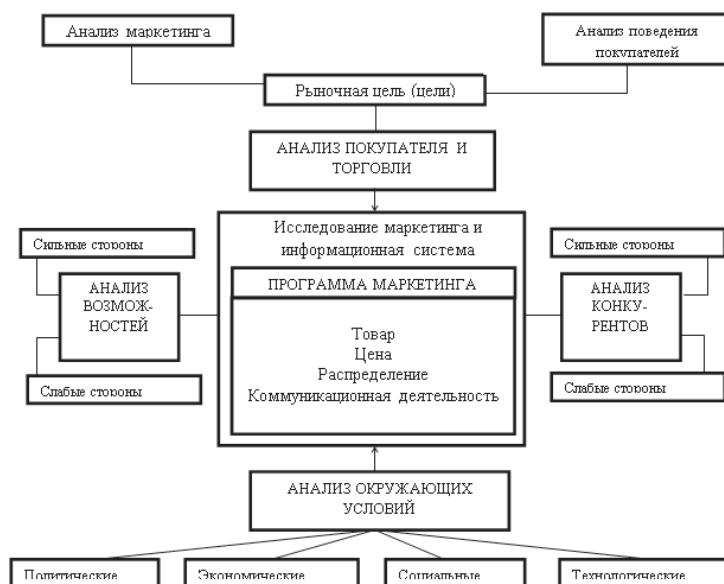 Анализ маркетинга
Анализ поведения
покупателей
Рыночная цель (цели)
АНАЛИЗ ПОКУПАТЕЛЯ И
ТОРГОВЛИ
Исследование маркетинга и
информационная система
Сильные стороны
Сильные стороны
АНАЛИЗ
ВОЗМОЖ-
НОСТЕЙ
ПРОГРАММА МАРКЕТИНГА
Товар
Цена
Распределение
Коммуникационная деятельность
АНАЛИЗ
КОНКУ-
РЕНТОВ
Слабые стороны
Слабые стороны
АНАЛИЗ ОКРУЖАЮЩИХ
УСЛОВИЙ
Политические
Экономические
Социальные
Технологические